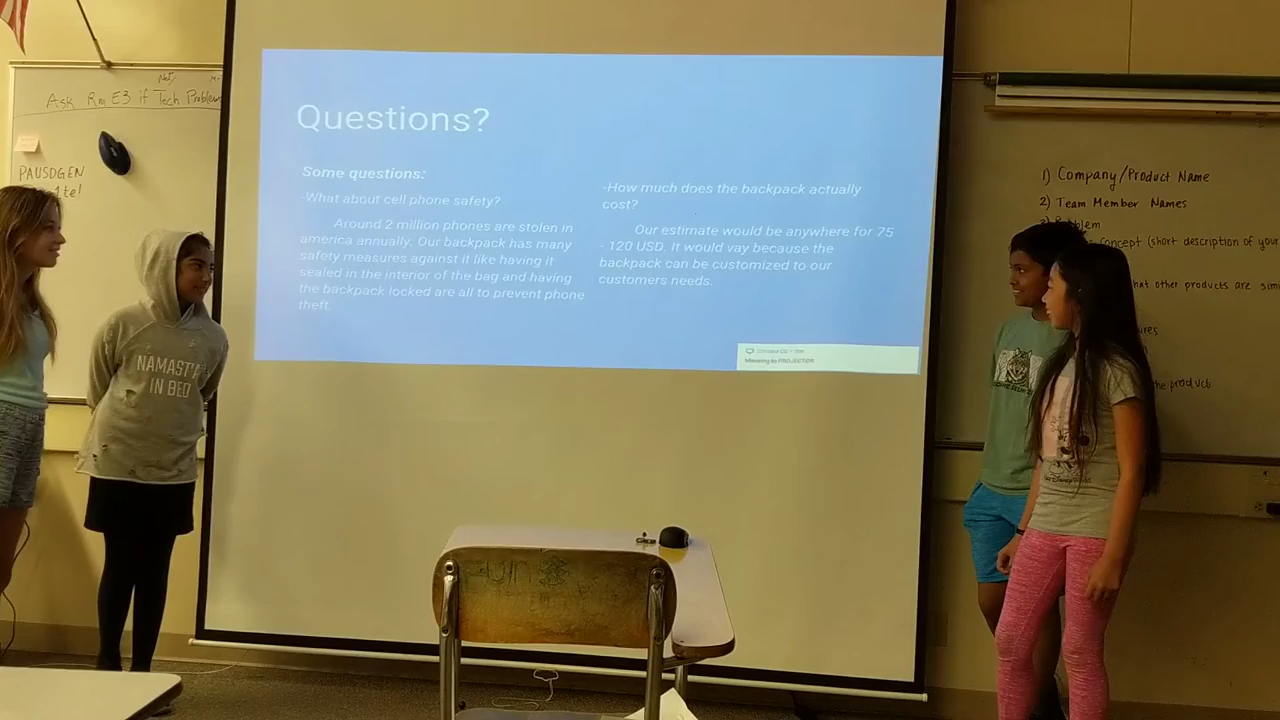 Ask Rm E3 if Tech Problem
PAUSDGEN
Questions?
Some questions:
-What about cell phone safety?
Around 2 million phones are stolen in
america annually. Our backpack has many
safety measures against it like having it
sealed in the interior of the bag and having
the backpack locked are all to prevent phone
theft.
-How much does the backpack actually
cost?
Our estimate would be anywhere for 75
- 120 USD. It would vay because the
backpack can be customized to our
customers needs.
Mirroring to PROJECTOR
NAMAST'
IN BED
1) Company/Product Name
2) Team Member Names
concept (short description of your
hat other products are sim
the product